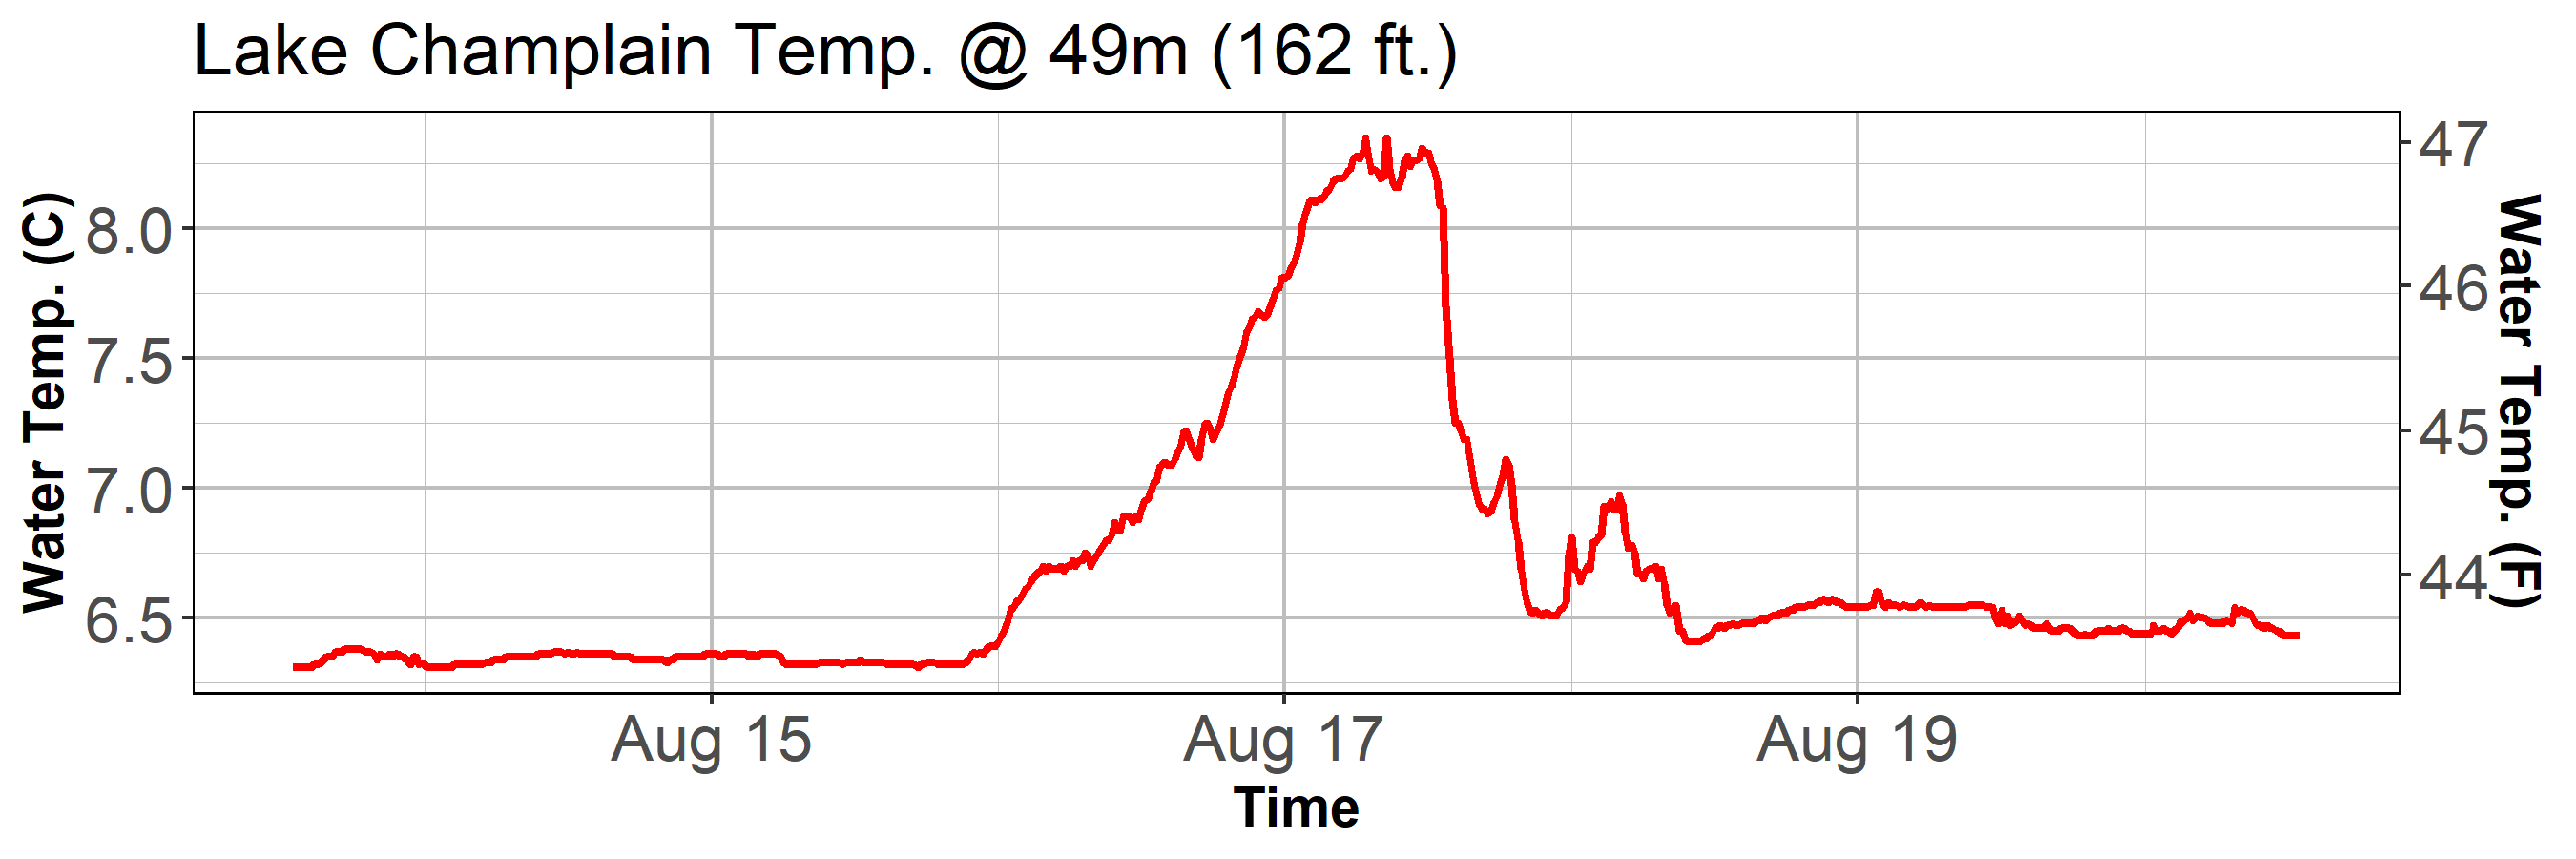 Lake Champlain Temp. @ 49m (162 ft.)
Water Temp. (C)
8.0
7.5
7.0
6.5
47
46
45
44
Water Temp. (F)
Aug 15
Aug 17
Aug 19
Time